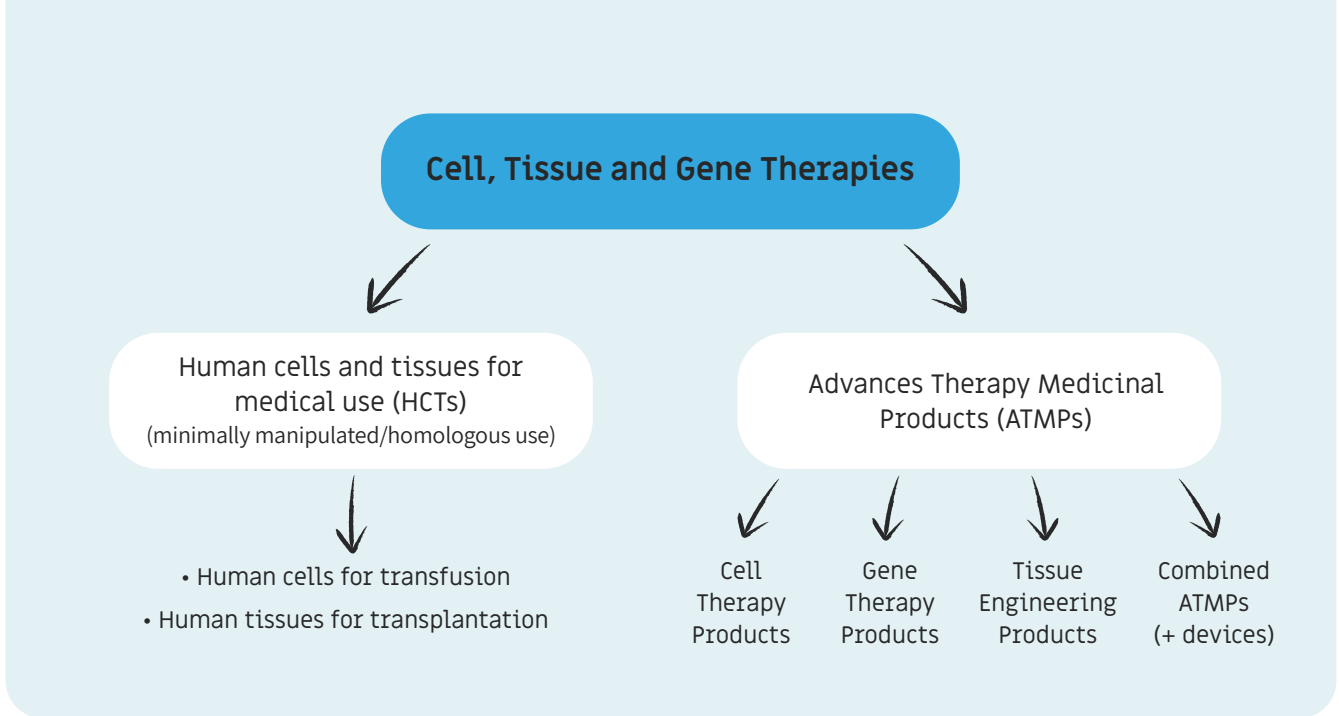 Cell, Tissue and Gene Therapies
Human cells and tissues for
medical use (HCTs)
(minimally manipulated/homologous use)
Advances Therapy Medicinal
Products (ATMPs)
• Human cells for transfusion
• Human tissues for transplantation
Cell
Therapy
Products
Gene
Therapy
Products
Tissue
Engineering
Products
Combined
ATMPs
(+ devices)